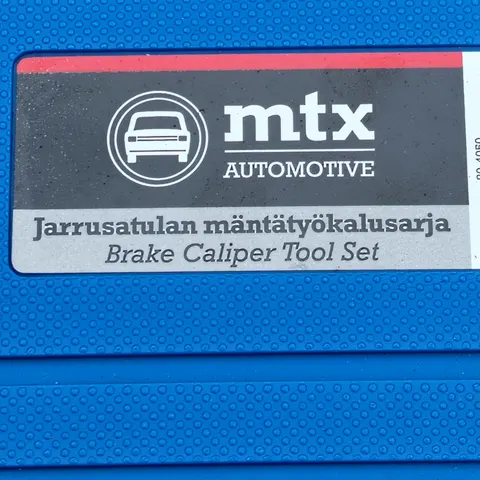 mtx
AUTOMOTIVE
Jarrusatulan mäntätyökalusarja
Brake Caliper Tool Set